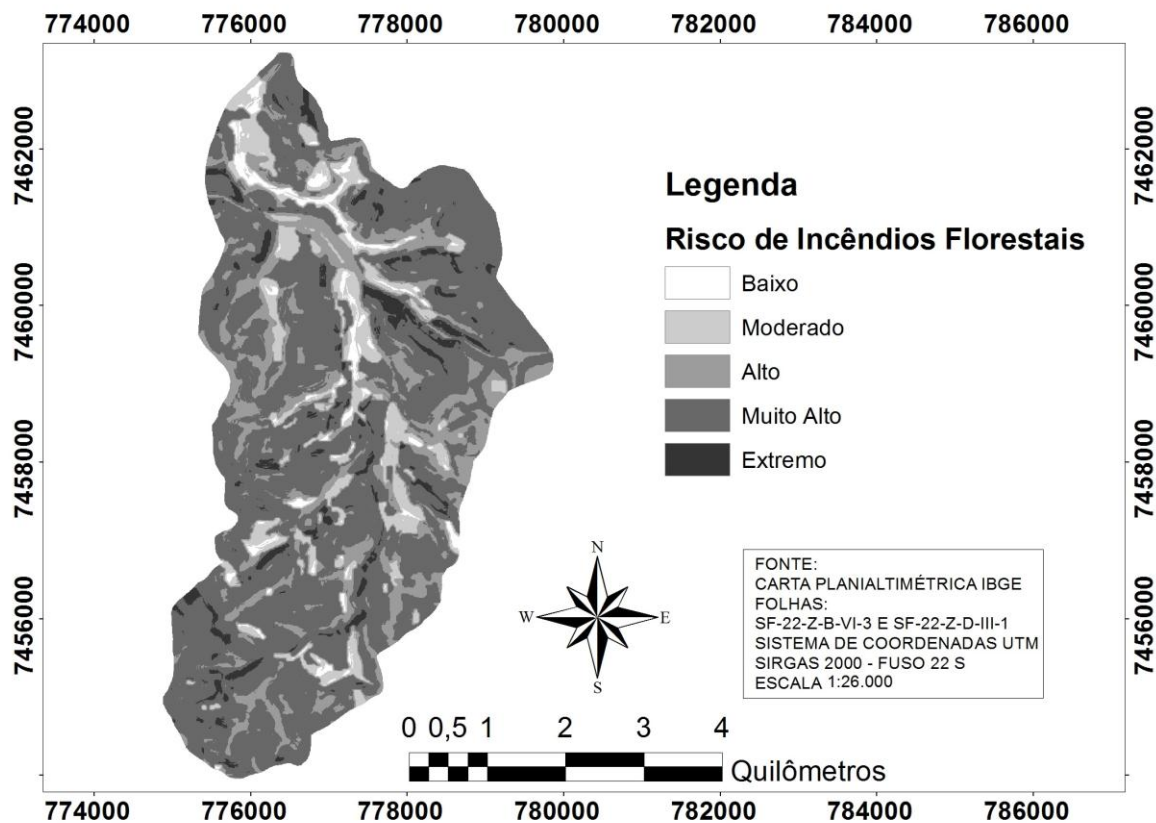 774000 776000 778000 780000 782000 784000 786000
7462000
7460000
7458000
7456000
7462000
7460000
7458000
7456000
Legenda
Risco de Incêndios Florestais
Baixo
Moderado
Alto
Muito Alto
Extremo
N
W E
S
FONTE:
CARTA PLANIALTIMÉTRICA IBGE
FOLHAS:
SF-22-Z-B-VI-3 E SF-22-Z-D-III-1
SISTEMA DE COORDENADAS UTM
SIRGAS 2000 - FUSO 22 S
ESCALA 1:26.000
0 0,5 1 2 3 4
Quilômetros
774000 776000 778000 780000 782000 784000 786000